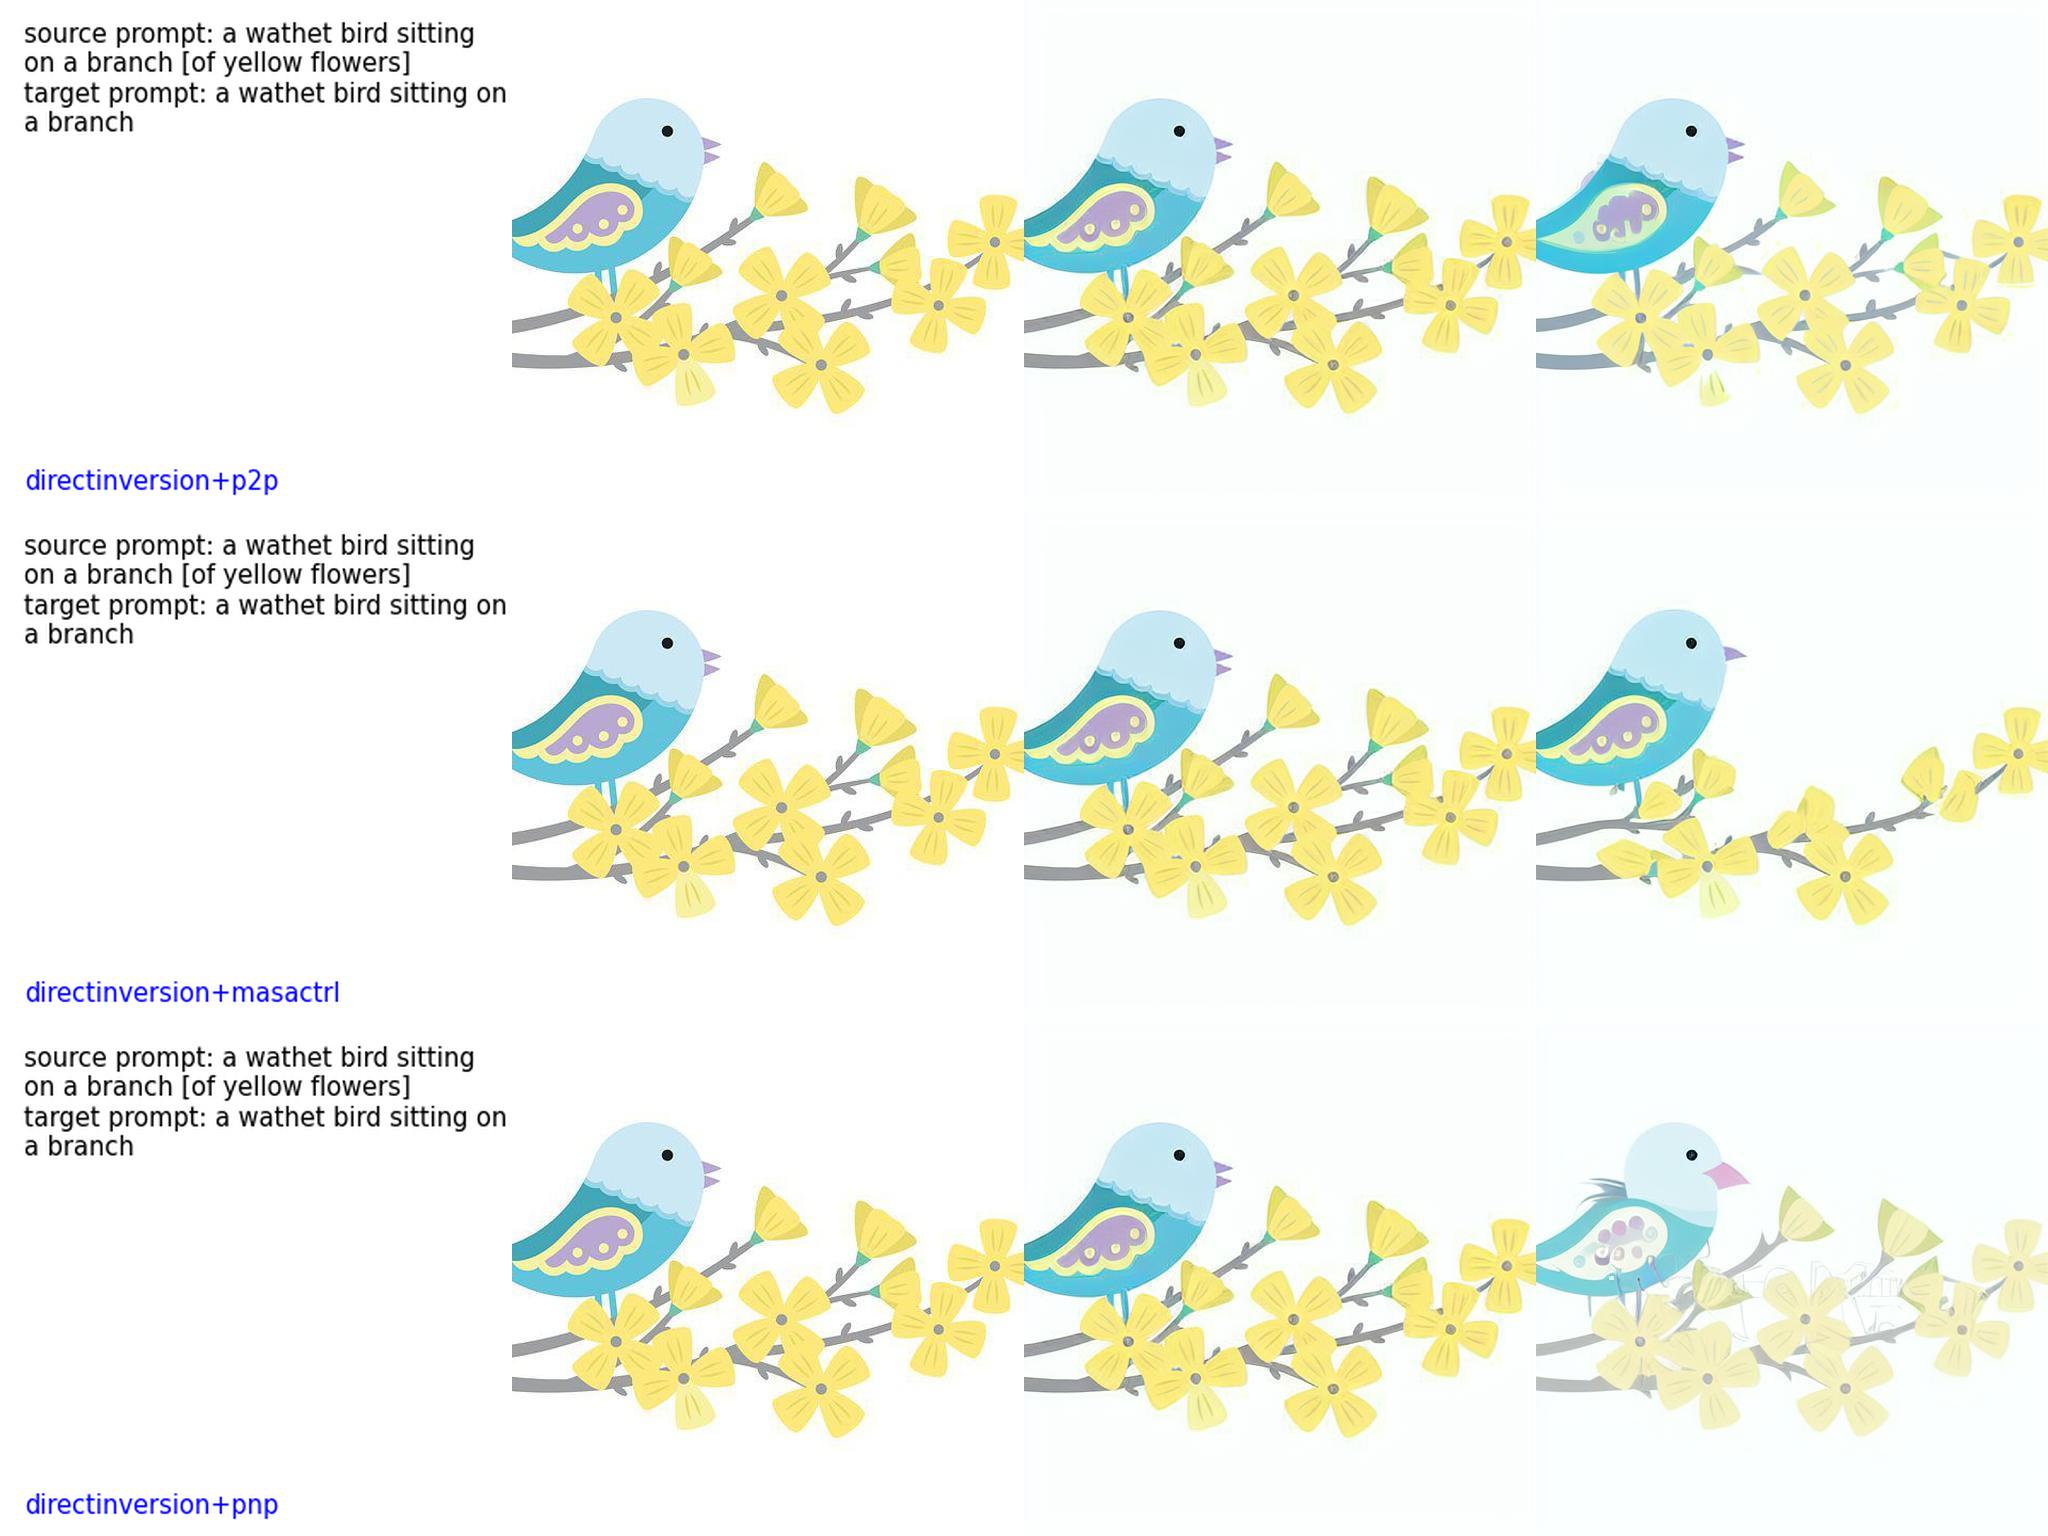 source prompt: a wathet bird sitting
on a branch [of yellow flowers]
target prompt: a wathet bird sitting on
a branch
directinversion+p2p
source prompt: a wathet bird sitting
on a branch [of yellow flowers]
target prompt: a wathet bird sitting on
a branch
directinversion+masactrl
source prompt: a wathet bird sitting
on a branch [of yellow flowers]
target prompt: a wathet bird sitting on
a branch
directinversion+pnp